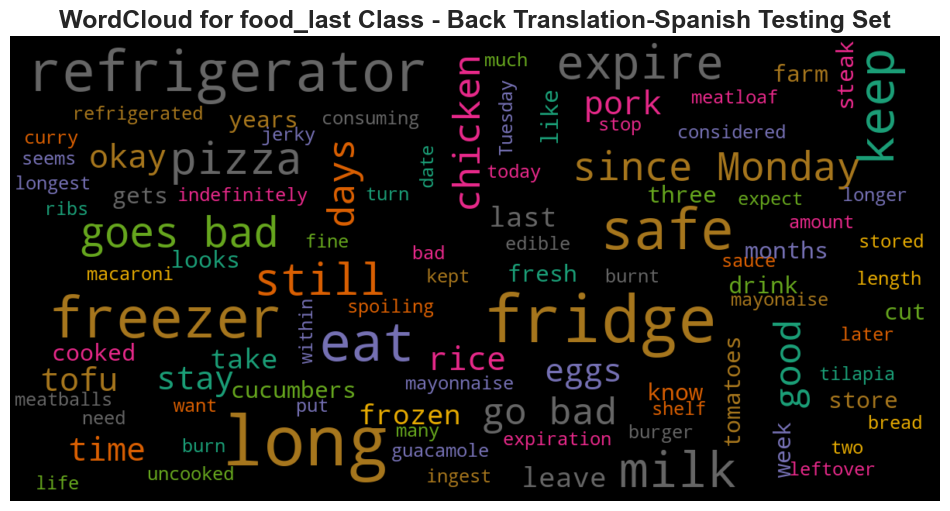 WordCloud for food_last Class - Back Translation-Spanish Testing Set
refrigerator
chicken
much
expire
farm
steak
keep
refrigerated
years
consuming
Tuesday
like
pork
meatloaf
stop
considered
curry
jerky
seems
okay
pizza
days
date
today
since Monday
longest
gets
indefinitely
turn
three
expect
longer
ribs
last
safe
amount
goes bad
fine
edible
months
stored
looks
bad
sauce
macaroni
still
kept
fresh
burnt
drink
length
freezer
within
spoiling
fridge
mayonaise
cut
eat
cooked
take
rice
later
tofu
stay
cucumbers
mayonnaise
eggs
know
tomatoes
good
tilapia
meatballs
want
put
frozen
go bad
shelf
store
need
long
many
bread
time
burn
guacamole
expiration
burger
week
two
life
uncooked
ingest
leave
milk
leftover